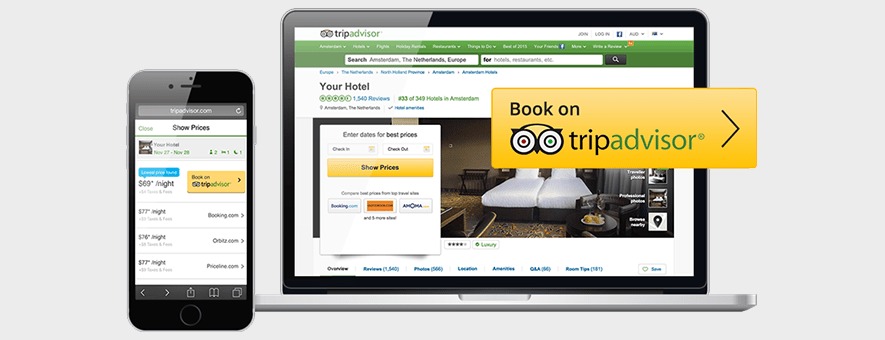 tripadvisor.com
Close Show Prices
Your Hotel
Nov 27 - Nov 28 2 1 1
Lowest price found
$69* /night
Book on
tripadvisor®
$77* /night
Booking.com >
$76* /night
Orbitz.com >
$77* /night
Priceline.com >
tripadvisor®
JOIN LOG IN AUD
Amsterdam Hotels Flights Holiday Rentals Restaurants Things to Do Best of 2015 Your Friends More Write a Review
Search Amsterdam, The Netherlands, Europe for hotels, restaurants, etc.
Europe > The Netherlands > North Holland Province > Amsterdam > Amsterdam Hotels
Your Hotel
1,540 Reviews #33 of 349 Hotels in Amsterdam
Amsterdam, The Netherlands Hotel amenities
Enter dates for best prices
Check In Check Out
Show Prices
Compare best prices from top travel sites
Booking.com AMOMA
and 5 more sites!
Traveller
photos
Professional
photos
Browse
nearby
Luxury
Overview Reviews (1,540) Photos (566) Location Amenities Q&A (66) Room Tips (181) Save
Book on
tripadvisor®